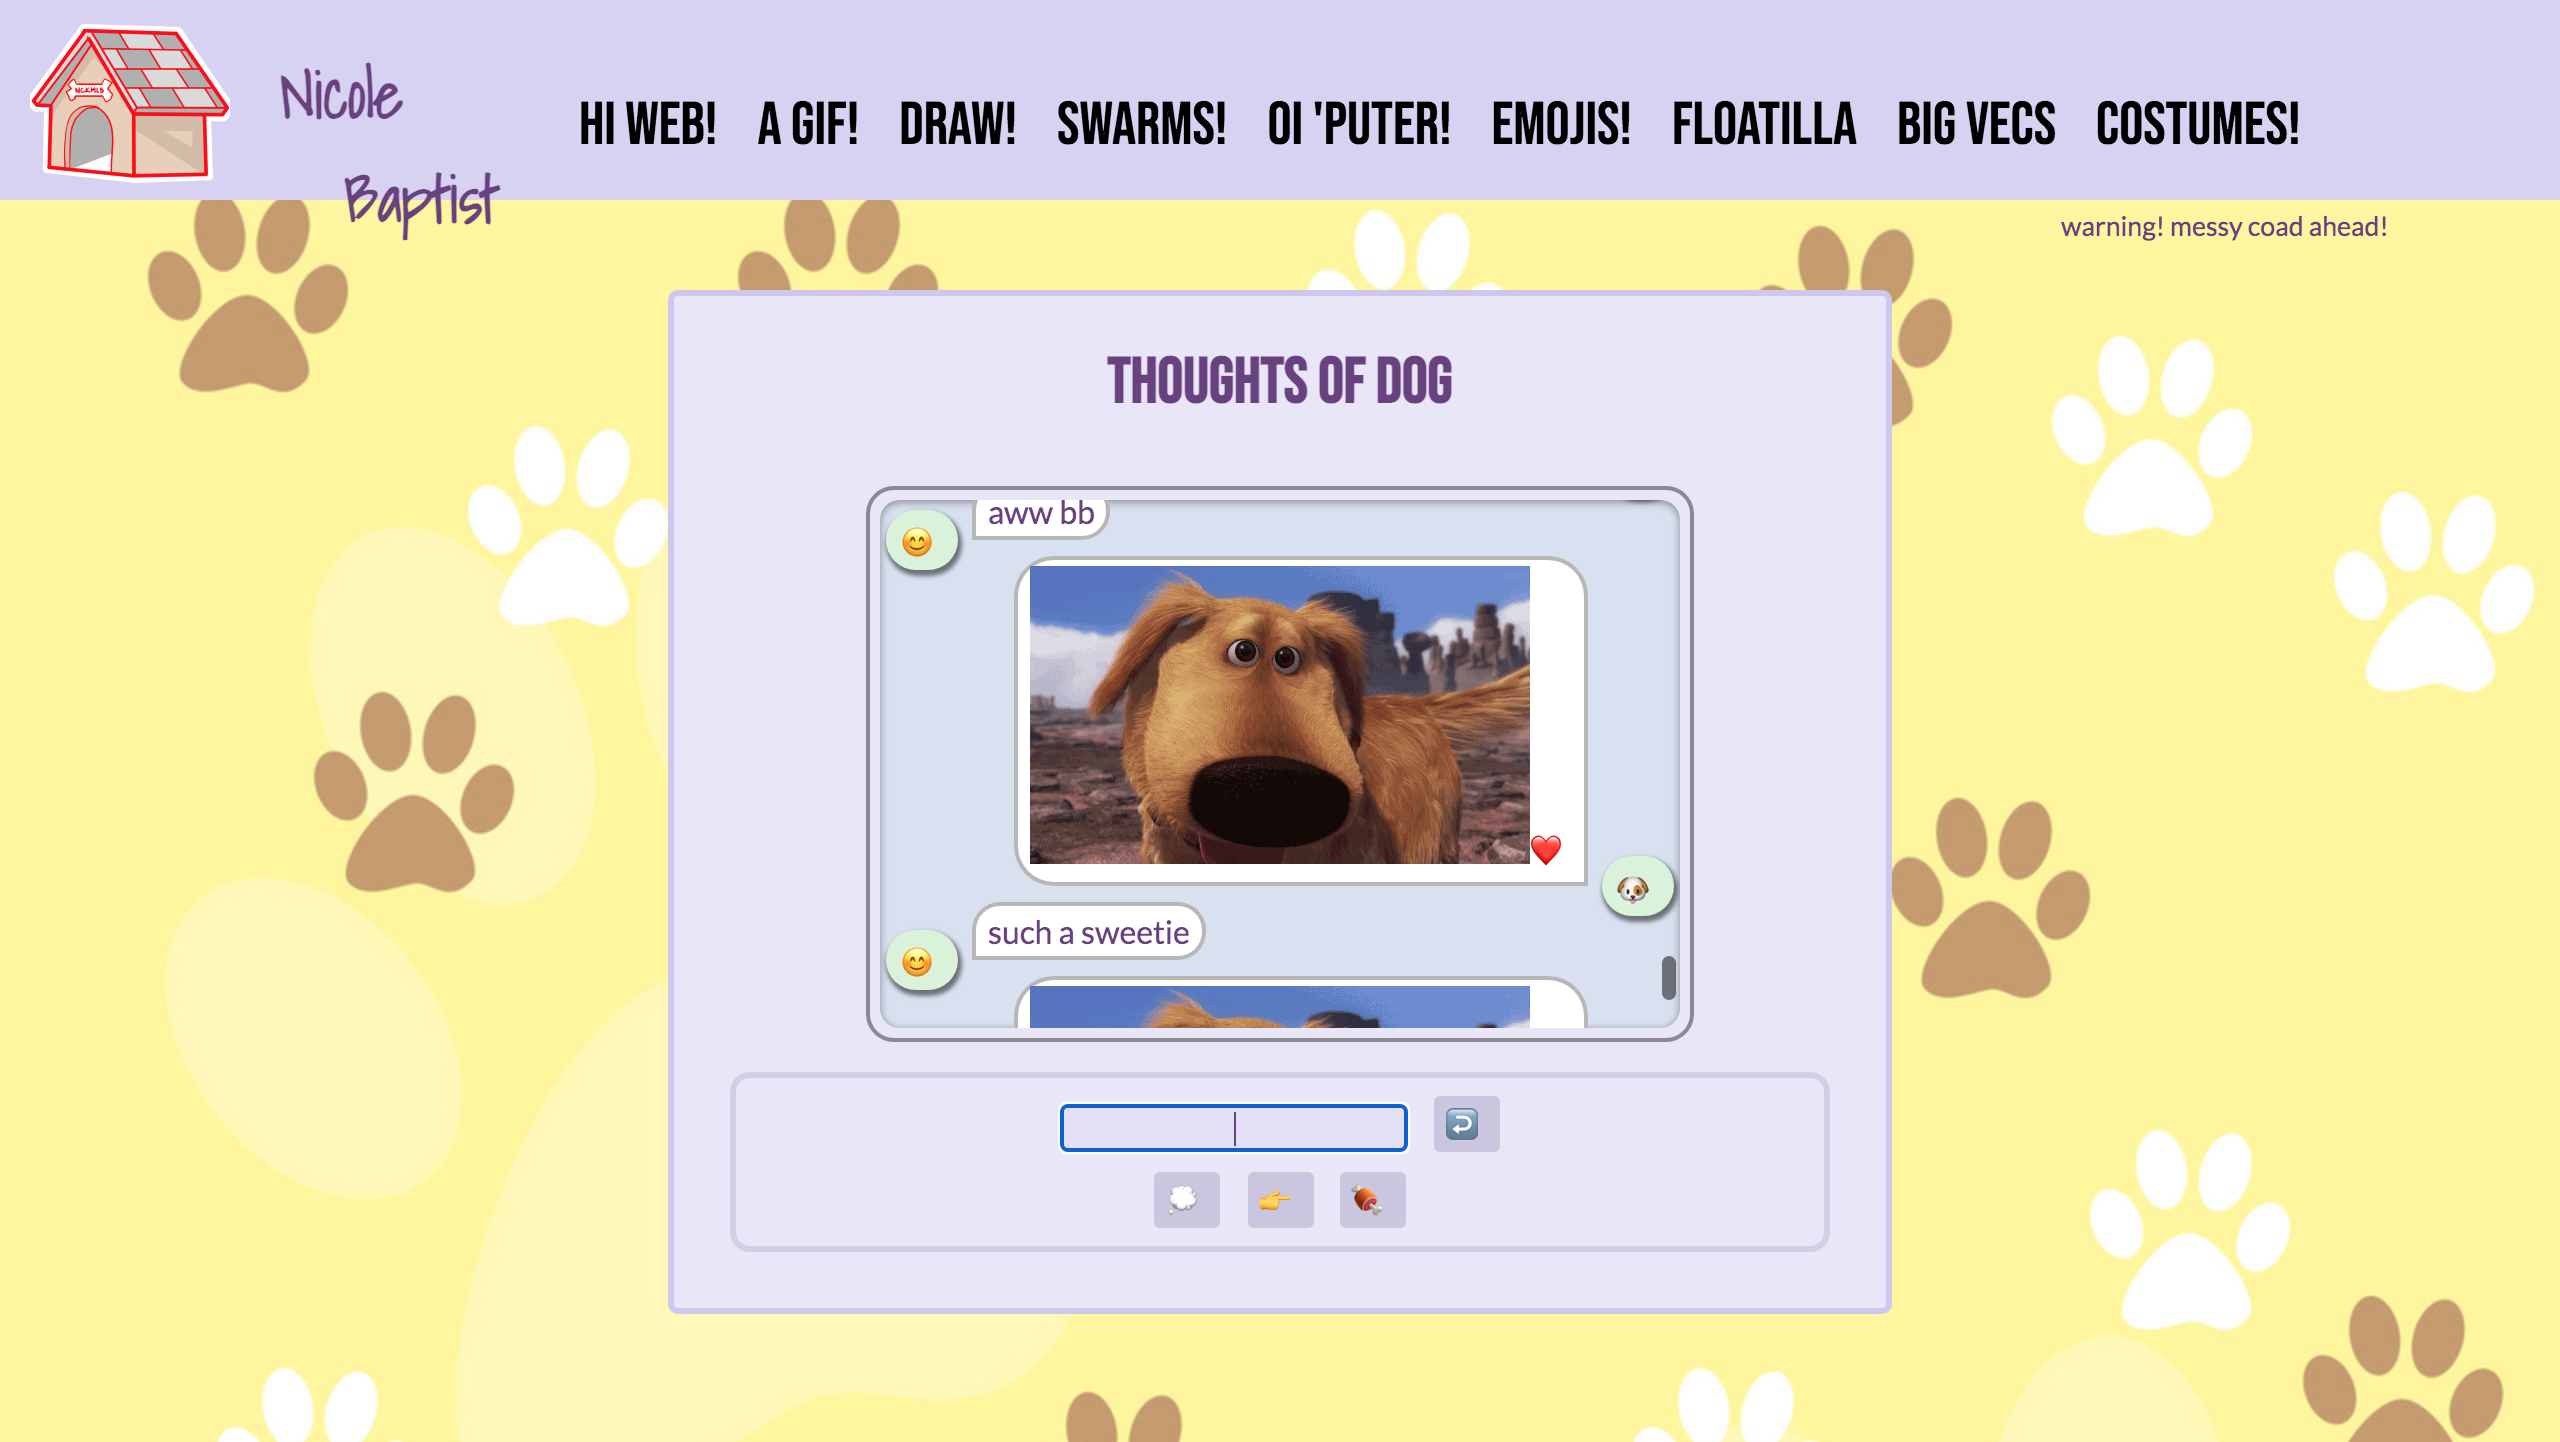 NCKMLB
Nicole
Baptist
HI WEB! A GIF! DRAW! SWARMS! OI 'PUTER! EMOJIS! FLOATILLA BIG VECS COSTUMES!
warning! messy coad ahead!
THOUGHTS OF DOG
aww bb
such a sweetie